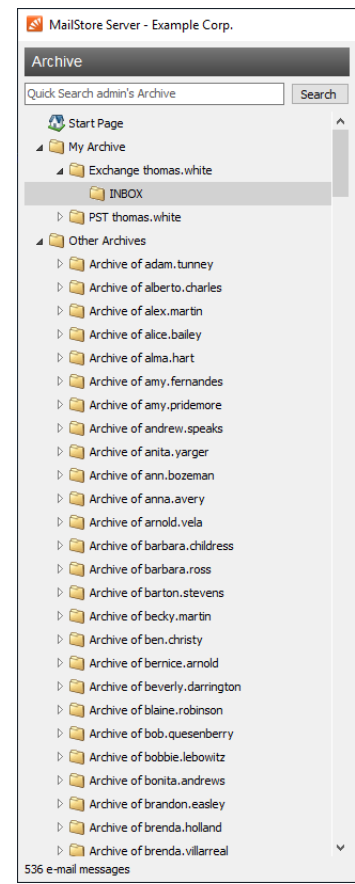 MailStore Server - Example Corp.
Archive
Quick Search admin's Archive Search
Start Page
My Archive
Exchange thomas.white
INBOX
PST thomas.white
Other Archives
Archive of adam.tunney
Archive of alberto.charles
Archive of alex.martin
Archive of alice.bailey
Archive of alma.hart
Archive of amy.fernandes
Archive of amy.pridemore
Archive of andrew.speaks
Archive of anita.yarger
Archive of ann.bozeman
Archive of anna.avery
Archive of arnold.vela
Archive of barbara.childress
Archive of barbara.ross
Archive of barton.stevens
Archive of becky.martin
Archive of ben.christy
Archive of bernice.arnold
Archive of beverly.darrington
Archive of blaine.robinson
Archive of bob.quesenberry
Archive of bobbie.lebowitz
Archive of bonita.andrews
Archive of brandon.easley
Archive of brenda.holland
Archive of brenda.villarreal
536 e-mail messages